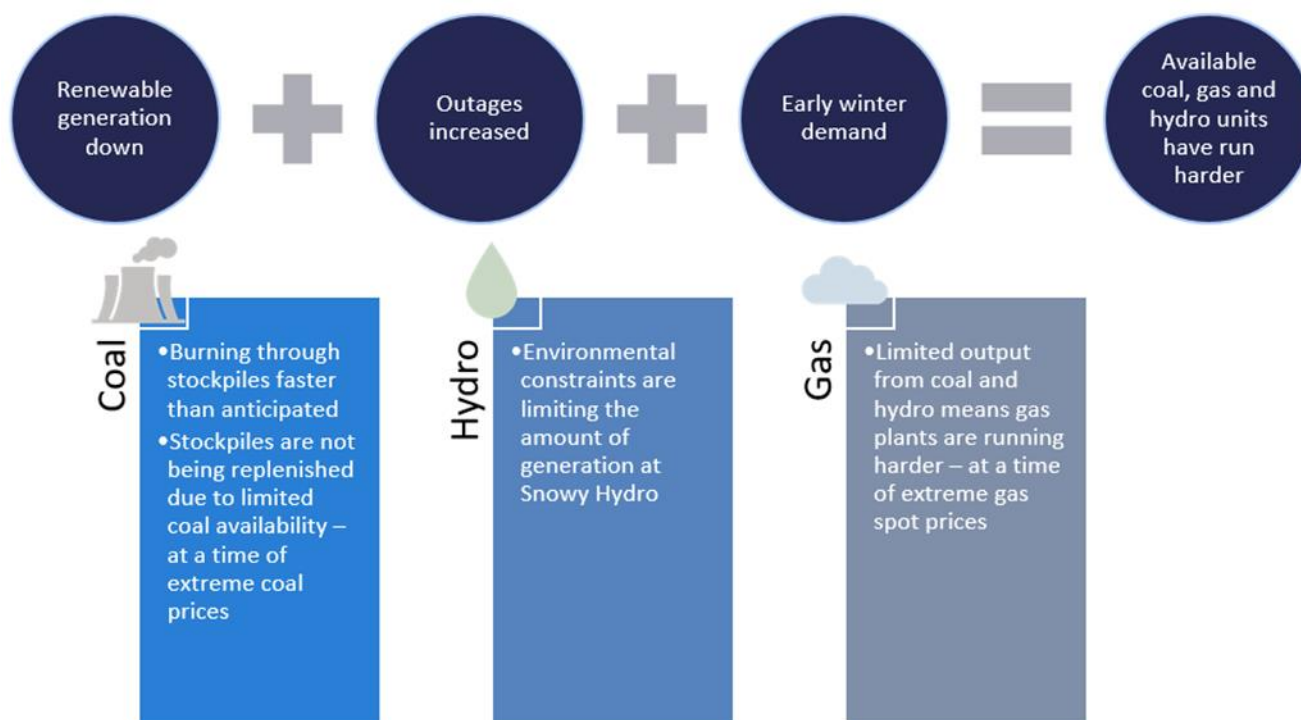 Renewable
generation
down
Outages
increased
Early winter
demand
Available
coal, gas and
hydro units
have run
harder
Coal
•Burning through
stockpiles faster
than anticipated
•Stockpiles are not
being replenished
due to limited
coal availability –
at a time of
extreme coal
prices
Hydro
•Environmental
constraints are
limiting the
amount of
generation at
Snowy Hydro
Gas
•Limited output
from coal and
hydro means gas
plants are running
harder – at a time
of extreme gas
spot prices